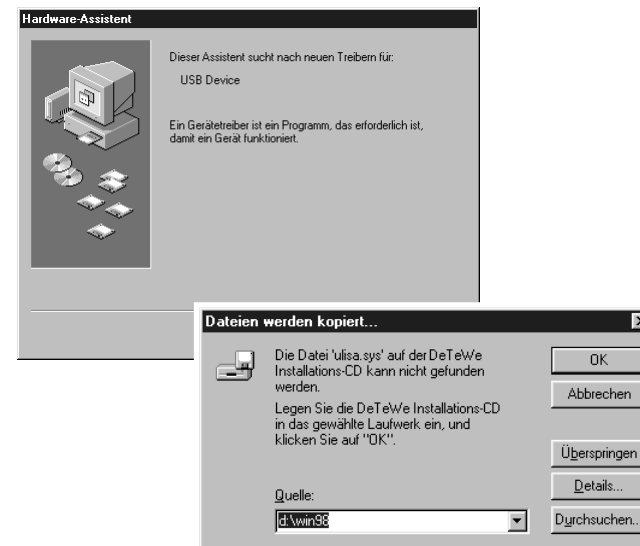 Hardware-Assistent
Dieser Assistent sucht nach neuen Treibern für:
USB Device
Ein Gerätetreiber ist ein Programm, das erforderlich ist,
damit ein Gerät funktioniert.
Dateien werden kopiert...
Die Datei 'ulisa.sys' auf der DeTeWe
Installations-CD kann nicht gefunden
werden.
Legen Sie die DeTeWe Installations-CD
in das gewählte Laufwerk ein, und
klicken Sie auf "OK".
Quelle:
d:\win98
OK
Abbrechen
Überspringen
Details...
Durchsuchen..